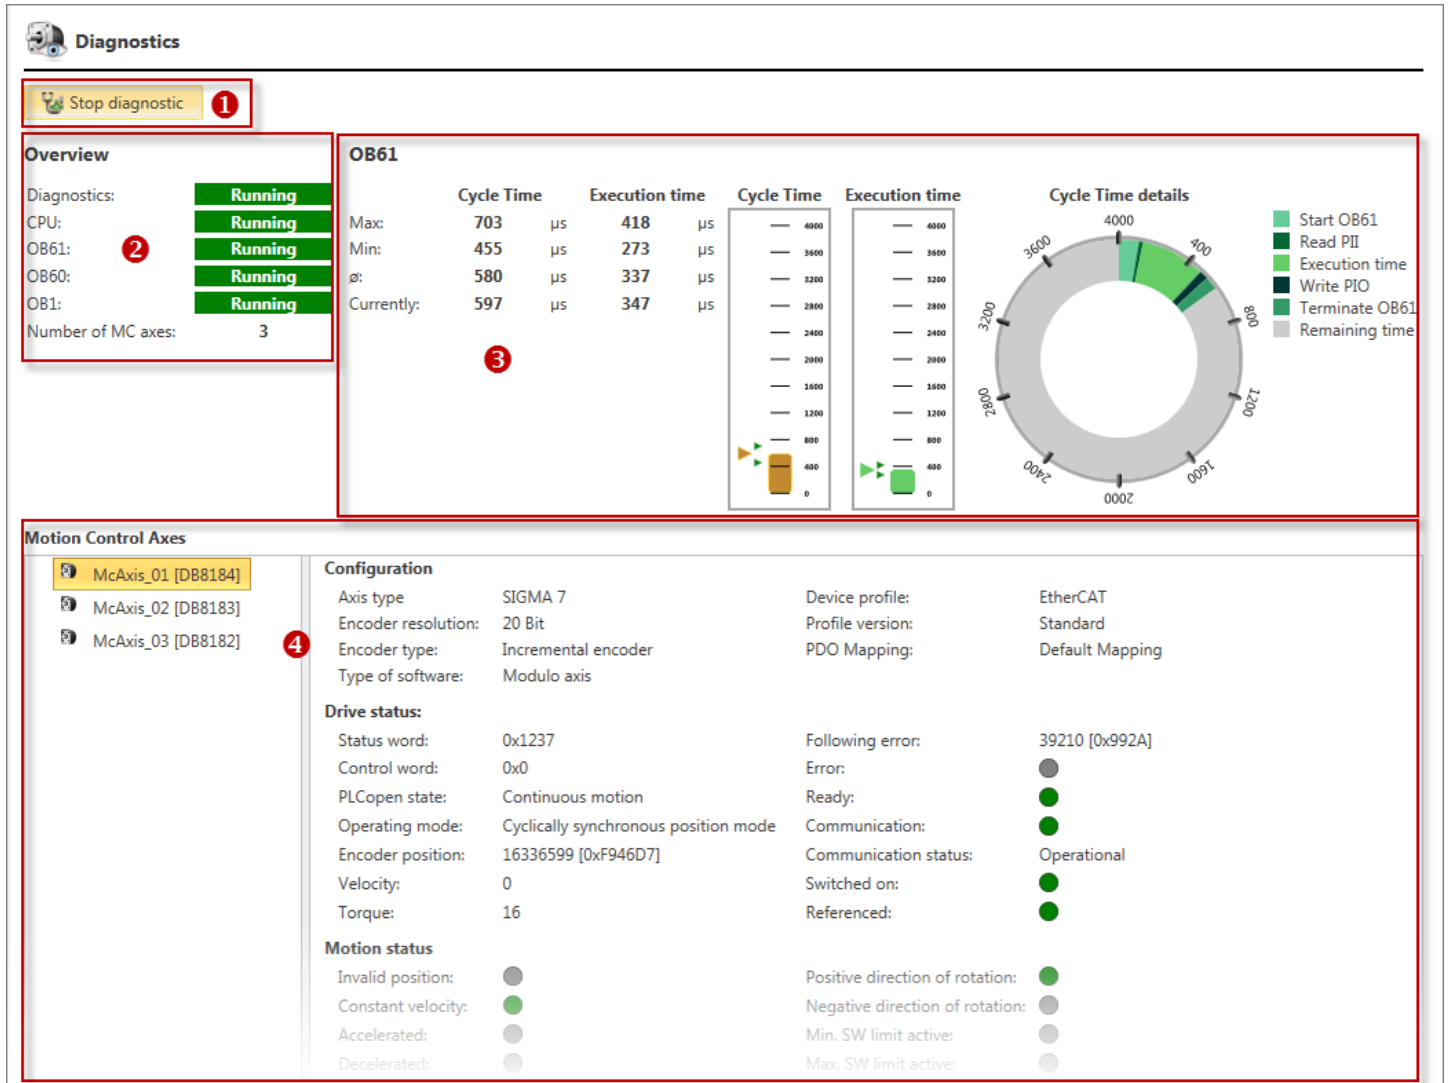 Diagnostics
Stop diagnostic 1
Overview
Diagnostics: Running
CPU: Running
OB61: Running
2
OB60: Running
OB1: Running
Number of MC axes: 3
OB61
Cycle Time Execution time
Max: 703 µs 418 µs
Min: 455 µs 273 µs
ø: 580 µs 337 µs
Currently: 597 µs 347 µs
3
Cycle Time
4000
3600
3200
2800
2400
2000
1600
1200
800
400
0
Execution time
4000
3600
3200
2800
2400
2000
1600
1200
800
400
0
Cycle Time details
4000
400
800
1200
1600
2000
2400
2800
3200
3600
Start OB61
Read PII
Execution time
Write PIO
Terminate OB61
Remaining time
Motion Control Axes
McAxis_01 [DB8184]
McAxis_02 [DB8183]
McAxis_03 [DB8182]
4
Configuration
Axis type SIGMA 7 Device profile: EtherCAT
Encoder resolution: 20 Bit Profile version: Standard
Encoder type: Incremental encoder PDO Mapping: Default Mapping
Type of software: Modulo axis
Drive status:
Status word: 0x1237 Following error: 39210 [0x992A]
Control word: 0x0 Error:
PLCopen state: Continuous motion Ready:
Operating mode: Cyclically synchronous position mode Communication:
Encoder position: 16336599 [0xF946D7] Communication status: Operational
Velocity: 0 Switched on:
Torque: 16 Referenced:
Motion status
Invalid position: Positive direction of rotation:
Constant velocity: Negative direction of rotation:
Accelerated: Min. SW limit active:
Decelerated: Max. SW limit active: